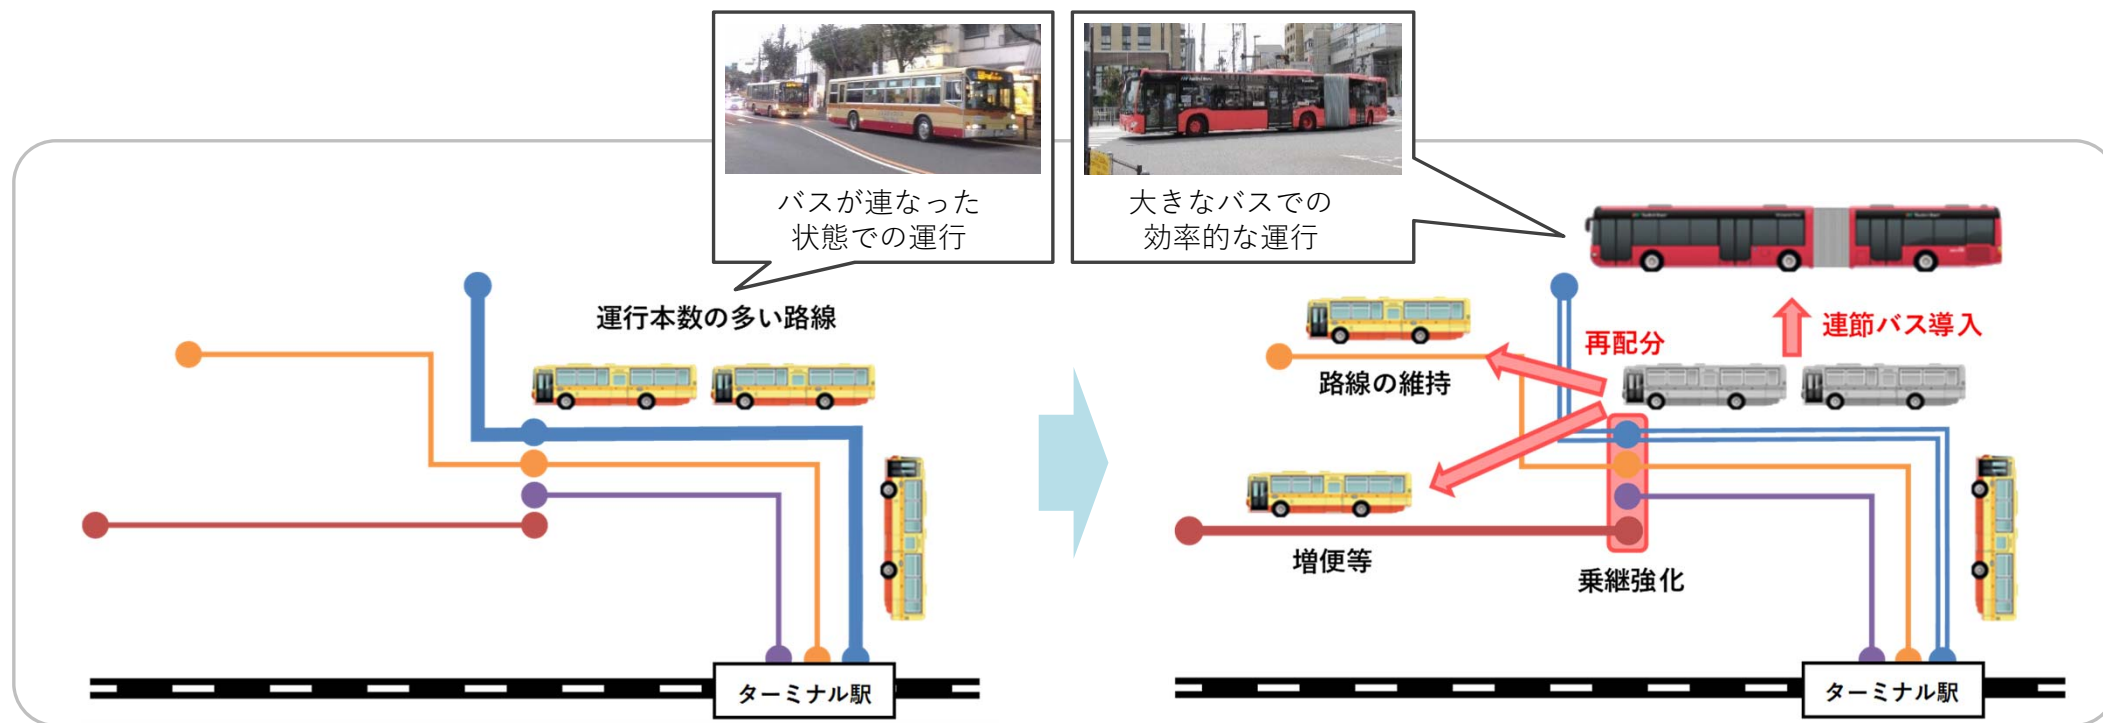 バスが連なった
状態での運行
大きなバスでの
効率的な運行
運行本数の多い路線
ターミナル駅
連節バス導入
再配分
路線の維持
増便等
乗継強化
ターミナル駅